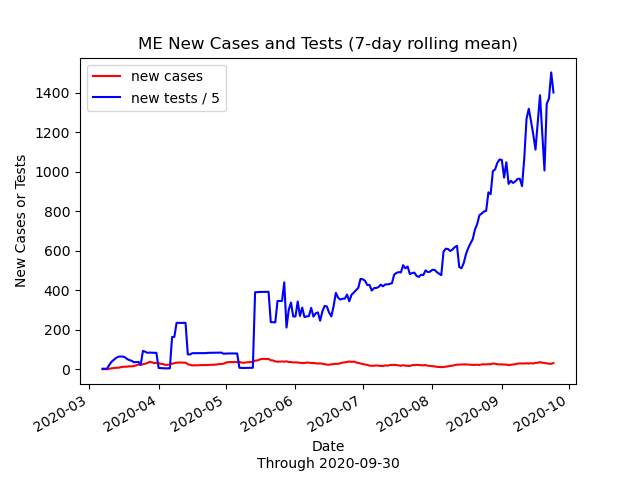 ME New Cases and Tests (7-day rolling mean)
new cases
new tests / 5
1400
1200
1000
800
600
400
200
0
New Cases or Tests
2020-03
2020-04
2020-05
2020-06
2020-07
2020-08
2020-09
2020-10
Date
Through 2020-09-30